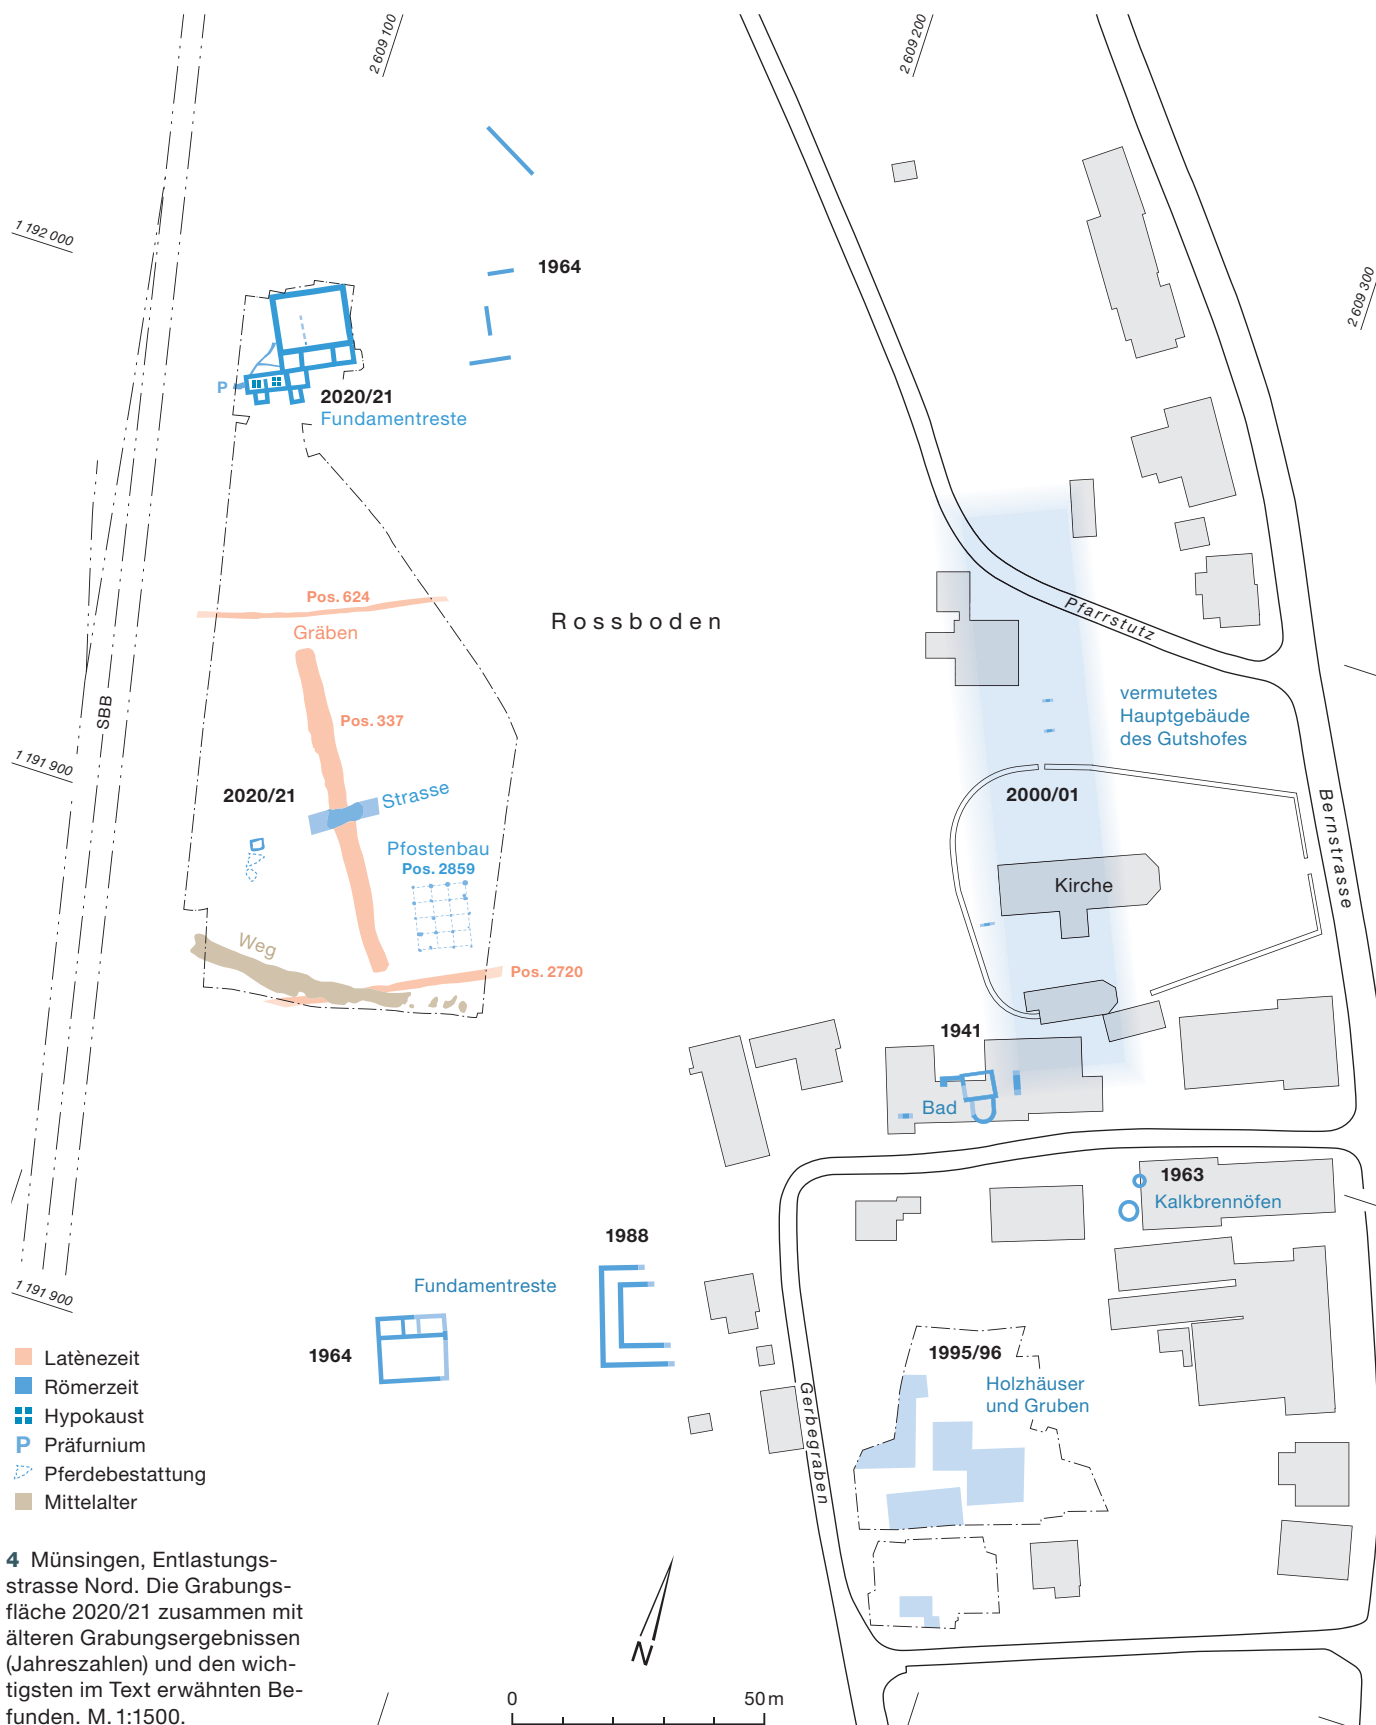 2 609 100
2 609 200
1 192 000
1964
2 609 300
P
2020/21
Fundamentreste
Pos. 624
Gräben
Rossboden
Pfarrstutz
SBB
Pos. 337
vermutetes
Hauptgebäude
des Gutshofes
1 191 900
2020/21
Strasse
2000/01
Bernstrasse
Pfostenbau
Pos. 2859
Kirche
Weg
Pos. 2720
1941
Bad
1963
Kalkbrennöfen
1988
Fundamentreste
1 191 900
1964
1995/96
Holzhäuser
und Gruben
Gerbegraben
Latènezeit
Römerzeit
Hypokaust
P Präfurnium
Pferdebestattung
Mittelalter
4 Münsingen, Entlastungs-
strasse Nord. Die Grabungs-
fläche 2020/21 zusammen mit
älteren Grabungsergebnissen
(Jahreszahlen) und den wich-
tigsten im Text erwähnten Be-
funden. M. 1:1500.
N
0 50 m